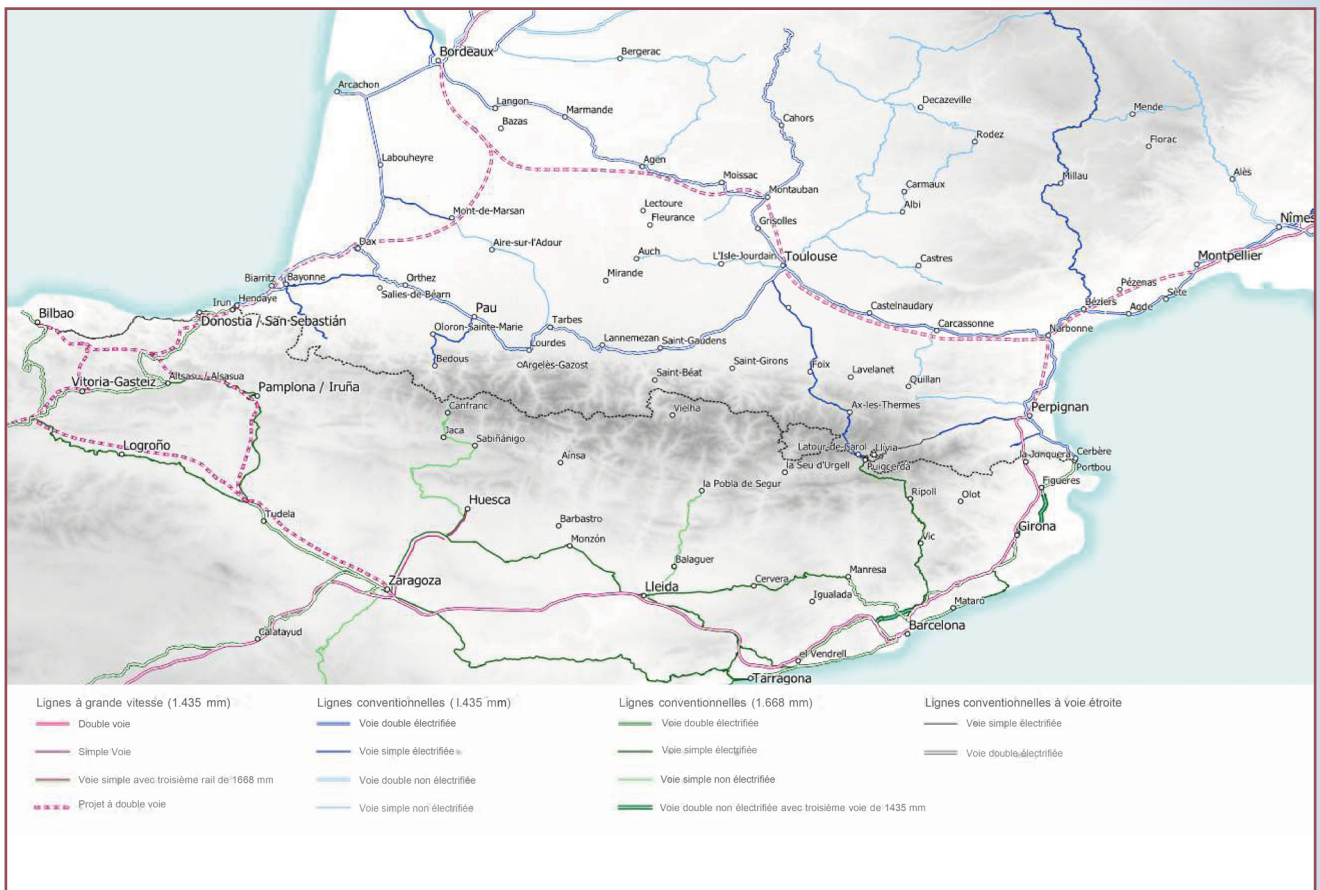 Bordeaux
Bergerac
Arcachon
Langon
Marmande
Bazas
Cahors
Decazeville
Mende
Rodez
Florac
Labouheyre
Agen
Moissac
Montauban
Millau
Alès
Carmaux
Albi
Mont-de-Marsan
Lectoure
Fleurance
Grisolles
Nîmes
Dax
Aire-sur-l'Adour
Auch
L'Isle-Jourdain
Toulouse
Castres
Montpellier
Mirande
Biarritz
Bayonne
Orthez
Salies-de-Béarn
Pézenas
Sète
Béziers
Agde
Irun
Hendaye
Bilbao
Donostia / San Sebastián
Pau
Castelnaudary
Carcassonne
Narbonne
Oloron-Sainte-Marie
Tarbes
Lourdes
Lannemezan
Saint-Gaudens
Bedous
Argelès-Gazost
Saint-Girons
Saint-Béat
Foix
Lavelanet
Quillan
Vitoria-Gasteiz
Altsasu / Alsasua
Pamplona / Iruña
Canfranc
Vielha
Ax-les-Thermes
Perpignan
Jaca
Sabiñánigo
Logroño
Aínsa
Latour-de-Carol
Llívia
Puigcerdà
la Seu d'Urgell
la Jonquera
Cerbère
Portbou
Figueres
la Pobla de Segur
Ripoll
Olot
Huesca
Tudela
Barbastro
Monzón
Vic
Girona
Balaguer
Zaragoza
Lleida
Cervera
Manresa
Igualada
Mataró
Calatayud
Barcelona
el Vendrell
Tarragona
Lignes à grande vitesse (1.435 mm)
Double voie
Simple Voie
Voie simple avec troisième rail de 1668 mm
Projet à double voie
Lignes conventionnelles (1.435 mm)
Voie double électrifiée
Voie simple électrifiée
Voie double non électrifiée
Voie simple non électrifiée
Lignes conventionnelles (1.668 mm)
Voie double électrifiée
Voie simple électrifiée
Voie simple non électrifiée
Voie double non électrifiée avec troisième voie de 1435 mm
Lignes conventionnelles à voie étroite
Voie simple électrifiée
Voie double électrifiée